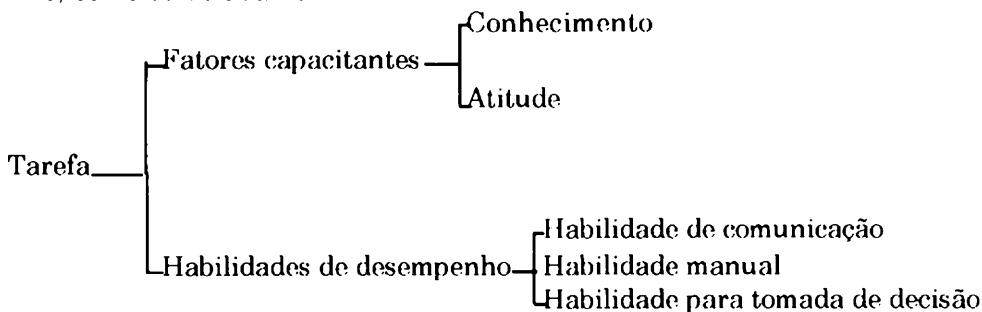 Conhecimento
Fatores capacitantes
Atitude
Tarefa
Habilidade de comunicação
Habilidades de desempenho
Habilidade manual
Habilidade para tomada de decisão